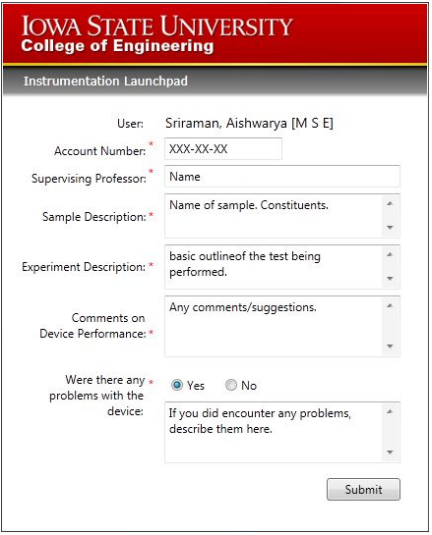 IOWA STATE UNIVERSITY
College of Engineering
Instrumentation Launchpad
User: Sriraman, Aishwarya [M S E]
Account Number: * XXX-XX-XX
Supervising Professor: * Name
Sample Description: * Name of sample. Constituents.
Experiment Description: * basic outlineof the test being
performed.
Comments on
Device Performance: * Any comments/suggestions.
Were there any *
problems with the
device:
Yes No
If you did encounter any problems,
describe them here.
Submit